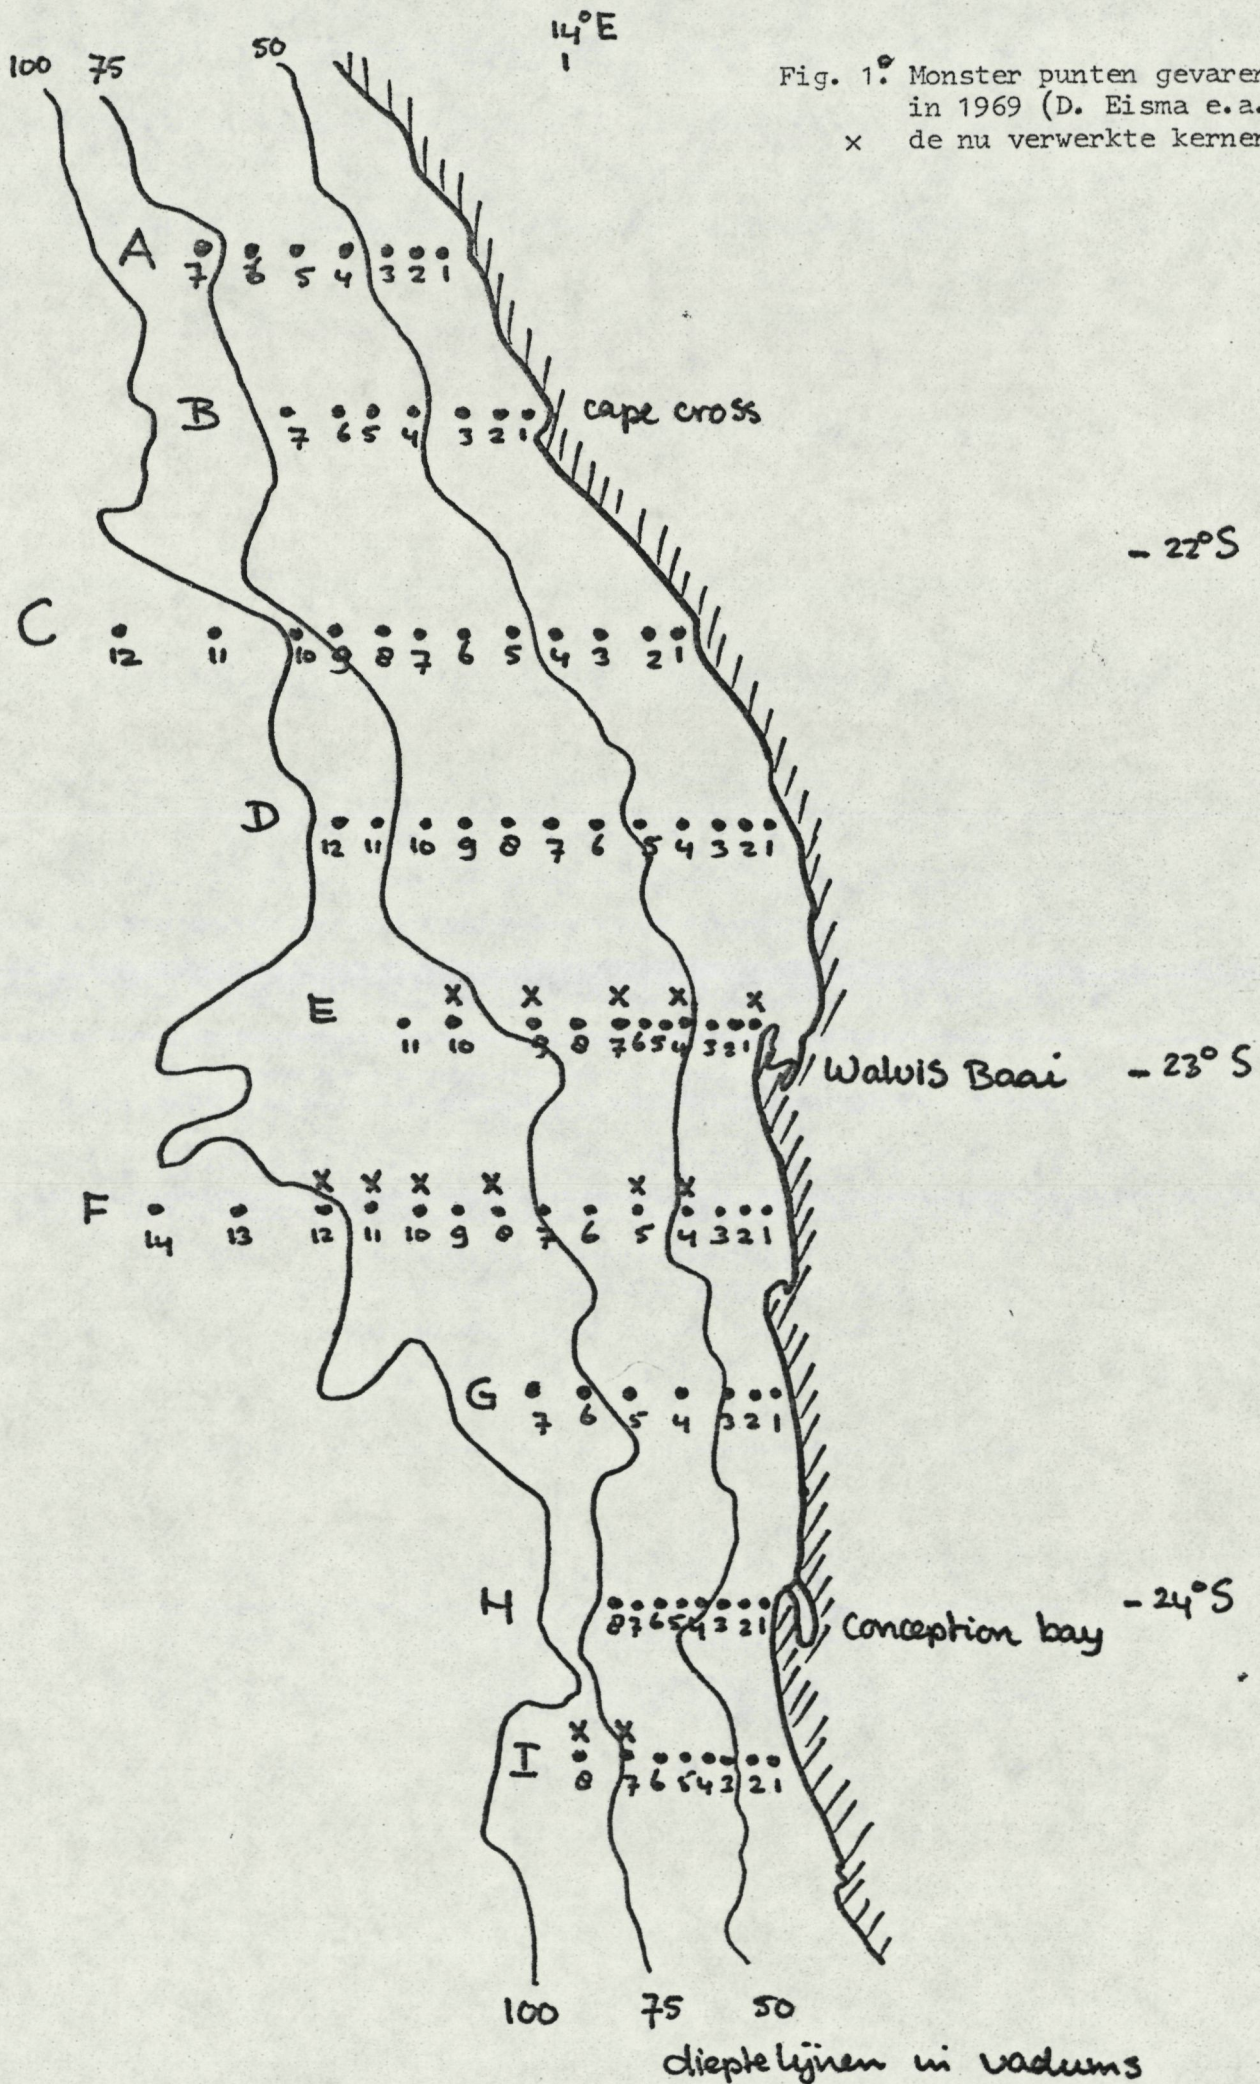 14°E
100 75 50
Fig. 1. Monster punten gevaren
in 1969 (D. Eisma e.a.
x de nu verwerkte kernen
A
7 6 5 4 3 2 1
B
7 6 5 4 3 2 1
cape cross
- 22°S
C
12 11 10 9 8 7 6 5 4 3 2 1
D
12 11 10 9 8 7 6 5 4 3 2 1
x x x x x
E
11 10 9 8 7 6 5 4 3 2 1
Walvis Baai - 23° S
x x x x x x
F
14 13 12 11 10 9 8 7 6 5 4 3 2 1
G
7 6 5 4 3 2 1
H
8 7 6 5 4 3 2 1
Conception bay - 24°S
x x
I
8 7 6 5 4 3 2 1
100 75 50
dieptelijnen in vadums